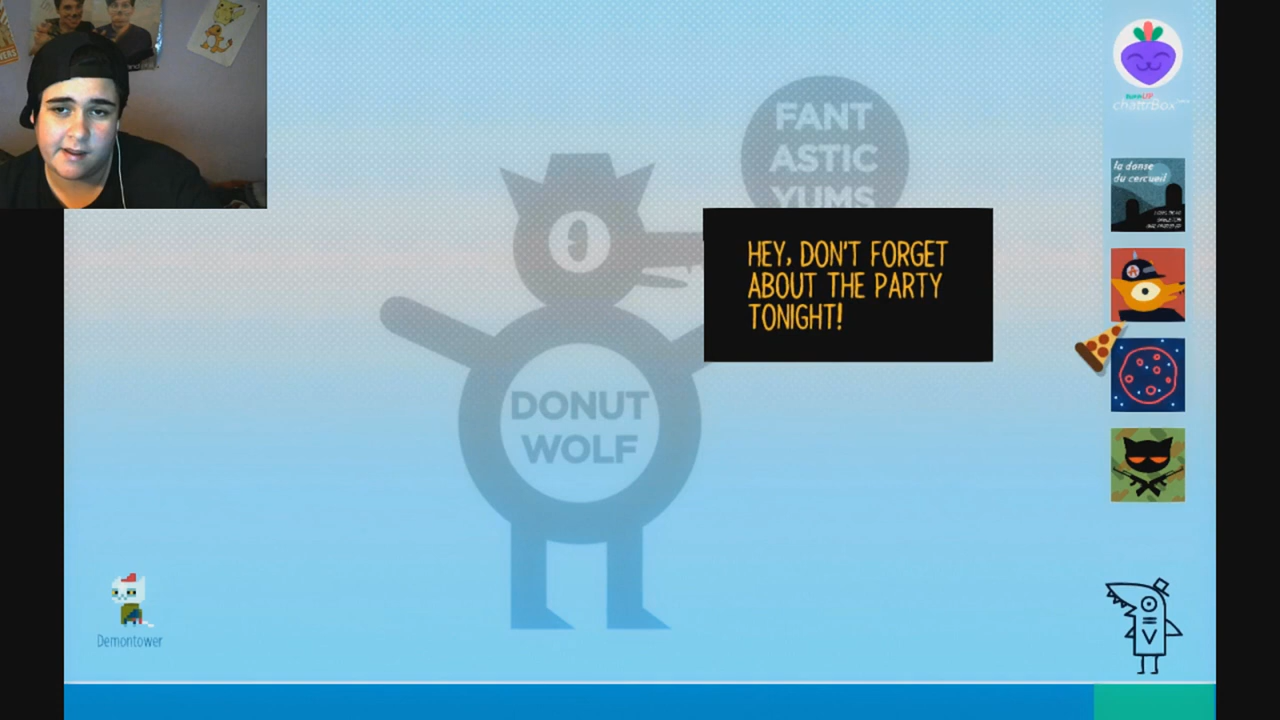 FANT
ASTIC
YUMS
HEY, DON'T FORGET
ABOUT THE PARTY
TONIGHT!
DONUT
WOLF
chattrBox
la danse
du cercueil
Demontower